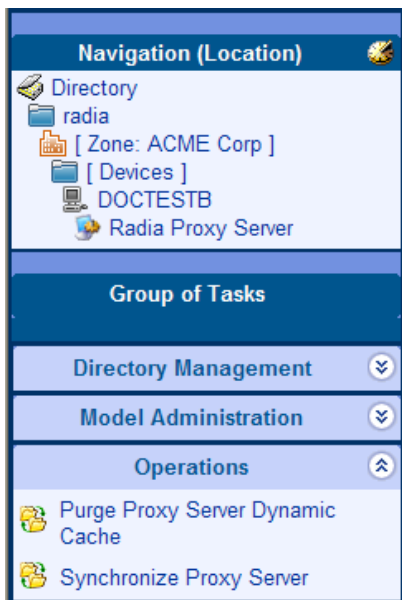 Navigation (Location)
Directory
radia
[ Zone: ACME Corp ]
[ Devices ]
DOCTESTB
Radia Proxy Server
Group of Tasks
Directory Management
Model Administration
Operations
Purge Proxy Server Dynamic
Cache
Synchronize Proxy Server